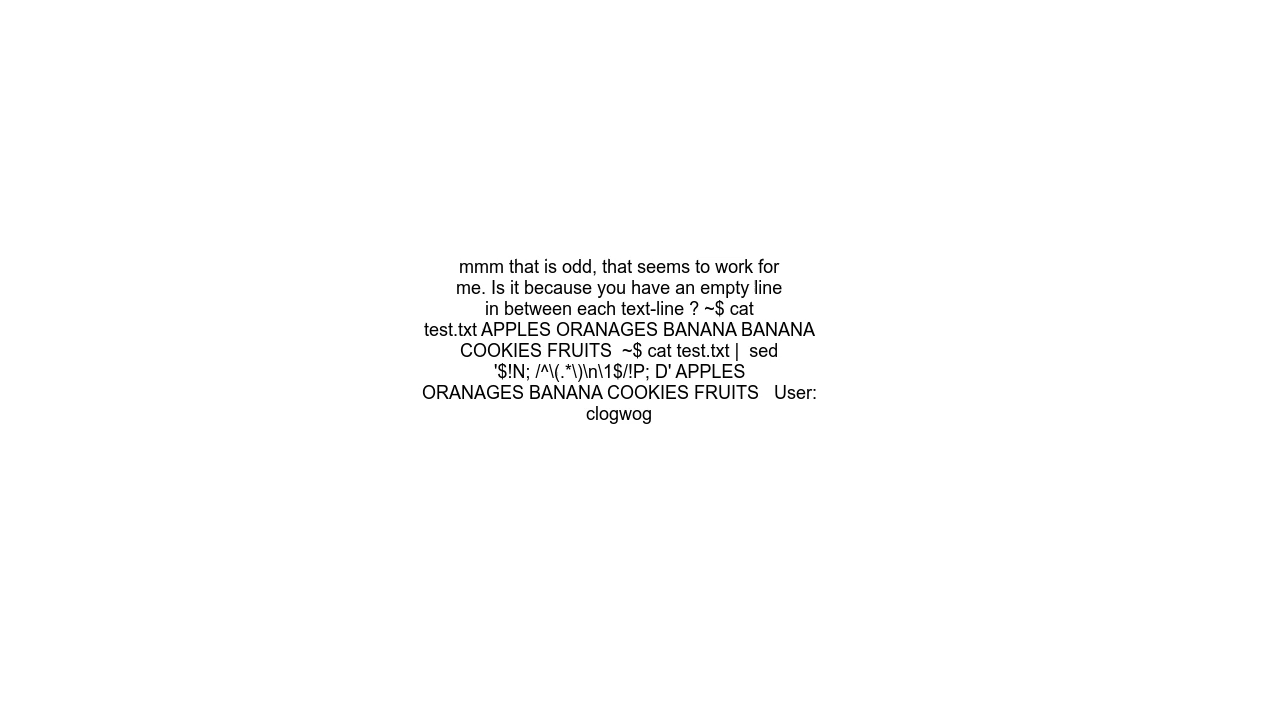 mmm that is odd, that seems to work for
me. Is it because you have an empty line
in between each text-line ? ~$ cat
test.txt APPLES ORANAGES BANANA BANANA
COOKIES FRUITS  ~$ cat test.txt |  sed
'$!N; /^\(.*\)\n\1$/!P; D' APPLES
ORANAGES BANANA COOKIES FRUITS   User:
clogwog